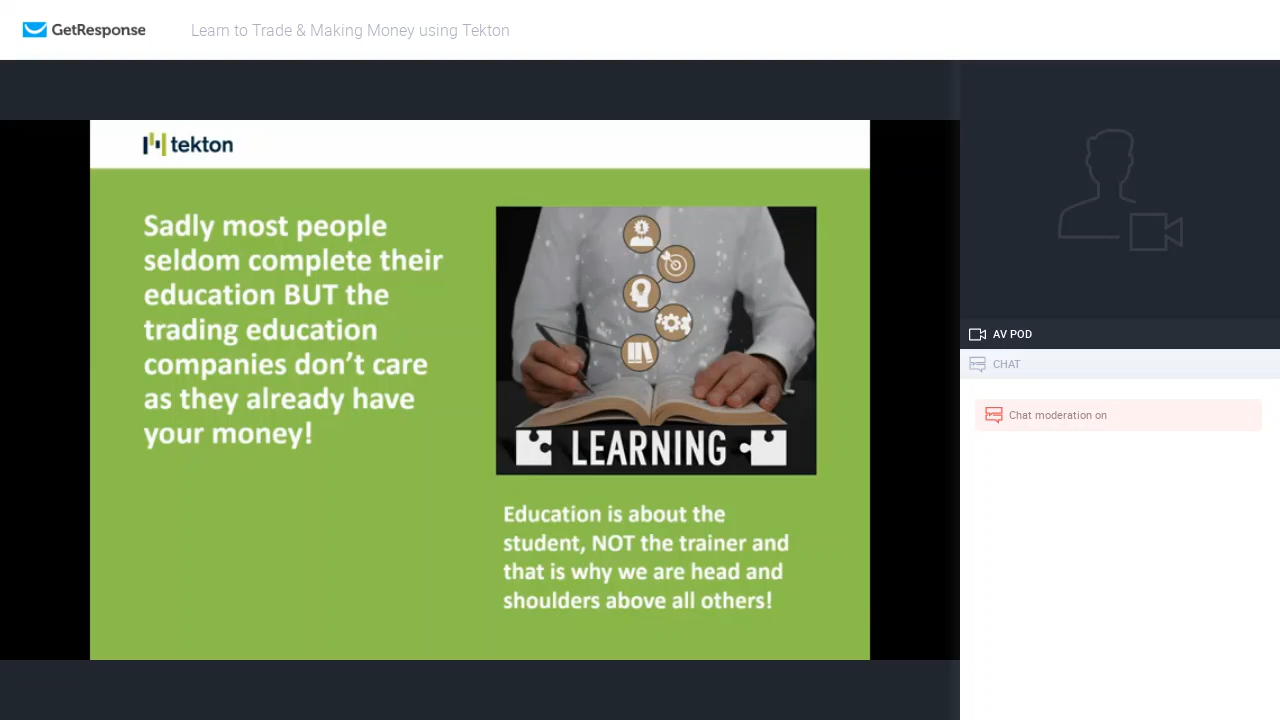 GetResponse
Learn to Trade & Making Money using Tekton
tekton
Sadly most people
seldom complete their
education BUT the
trading education
companies don’t care
as they already have
your money!
1
LEARNING
Education is about the
student, NOT the trainer and
that is why we are head and
shoulders above all others!
AV POD
CHAT
Chat moderation on